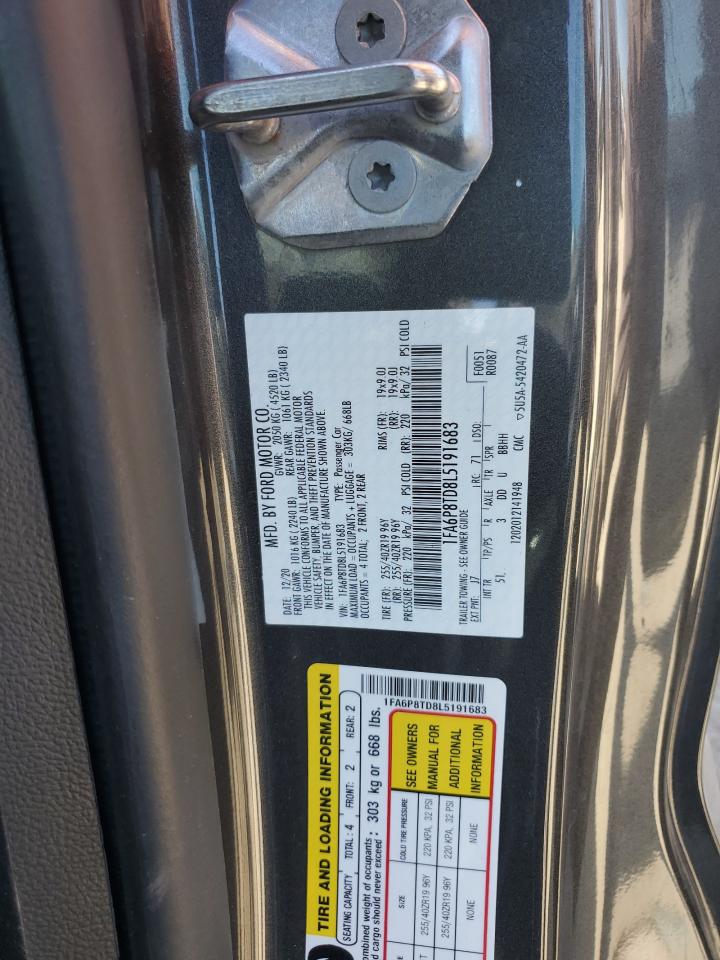 MFD. BY FORD MOTOR CO.
DATE: 12/20 GVWR: 2050 KG ( 4520 LB)
FRONT GAWR: 1016 KG ( 2240 LB) REAR GAWR: 1061 KG ( 2340 LB)
THIS VEHICLE CONFORMS TO ALL APPLICABLE FEDERAL MOTOR
VEHICLE SAFETY, BUMPER, AND THEFT PREVENTION STANDARDS
IN EFFECT ON THE DATE OF MANUFACTURE SHOWN ABOVE.
VIN: 1FA6P8TD8L5191683 TYPE: Passenger Car
MAXIMUM LOAD = OCCUPANTS + LUGGAGE = 303KG/ 668LB
OCCUPANTS = 4 TOTAL; 2 FRONT, 2 REAR
TIRE (FR): 255/40ZR19 96Y RIMS (FR): 19x9.0J
(RR): 255/40ZR19 96Y (RR): 19x9.0J
PRESSURE (FR): 220 kPa/ 32 PSI COLD (RR): 220 kPa/ 32 PSI COLD
1FA6P8TD8L5191683
TRAILER TOWING - SEE OWNER GUIDE
EXT PNT: J7 RC: 71 DSO: F0051
INT TR TP/PS R AXLE TR SPR R0087
5L 3 DD U BBHH
1202012141948 CMC ▽5U5A-5420472-AA
TIRE AND LOADING INFORMATION
SEATING CAPACITY TOTAL : 4 FRONT: 2 REAR: 2
1FA6P8TD8L5191683
ombined weight of occupants
d cargo should never exceed : 303 kg or 668 lbs.
SIZE COLD TIRE PRESSURE SEE OWNERS
255/40ZR19 96Y 220 KPA, 32 PSI MANUAL FOR
255/40ZR19 96Y 220 KPA, 32 PSI ADDITIONAL
NONE NONE INFORMATION